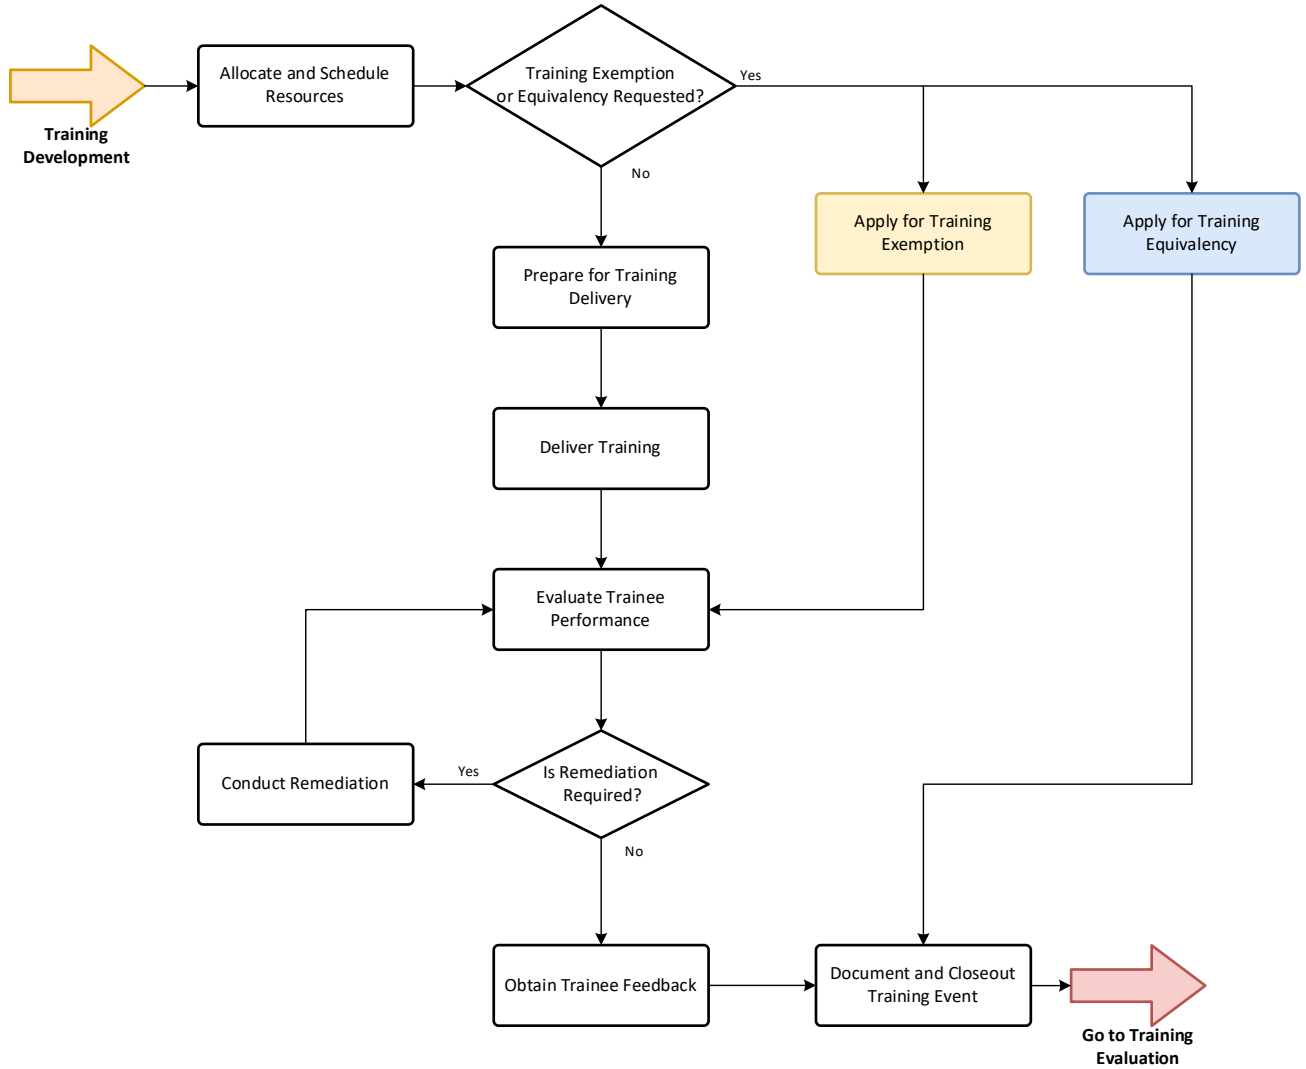 Training
Development
Allocate and Schedule
Resources
Training Exemption
or Equivalency Requested?
Yes
No
Apply for Training
Exemption
Apply for Training
Equivalency
Prepare for Training
Delivery
Deliver Training
Evaluate Trainee
Performance
Conduct Remediation
Yes
Is Remediation
Required?
No
Obtain Trainee Feedback
Document and Closeout
Training Event
Go to Training
Evaluation